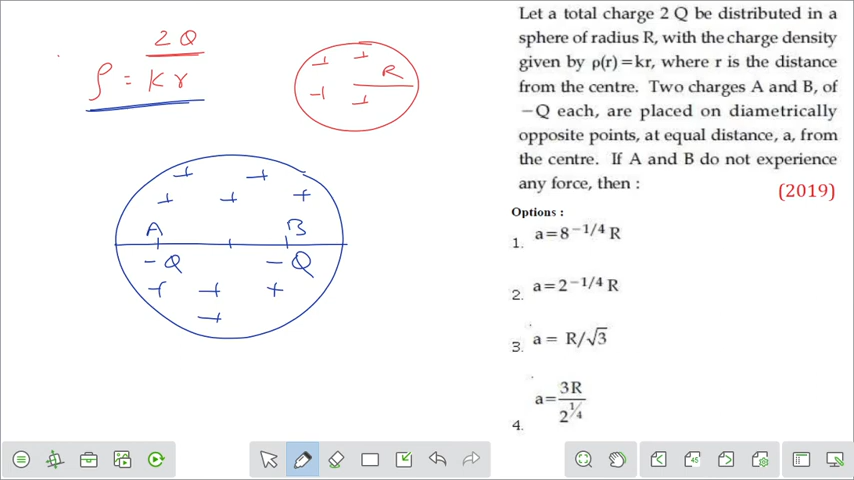 2Q
ρ = Kr
R
A
B
-Q
-Q
Let a total charge 2 Q be distributed in a
sphere of radius R, with the charge density
given by ρ(r)=kr, where r is the distance
from the centre. Two charges A and B, of
−Q each, are placed on diametrically
opposite points, at equal distance, a, from
the centre. If A and B do not experience
any force, then :
(2019)
Options :
1. a=8^{-1/4} R
2. a=2^{-1/4} R
3. a = R/√3
4. a=3R/2^{1/4}
45